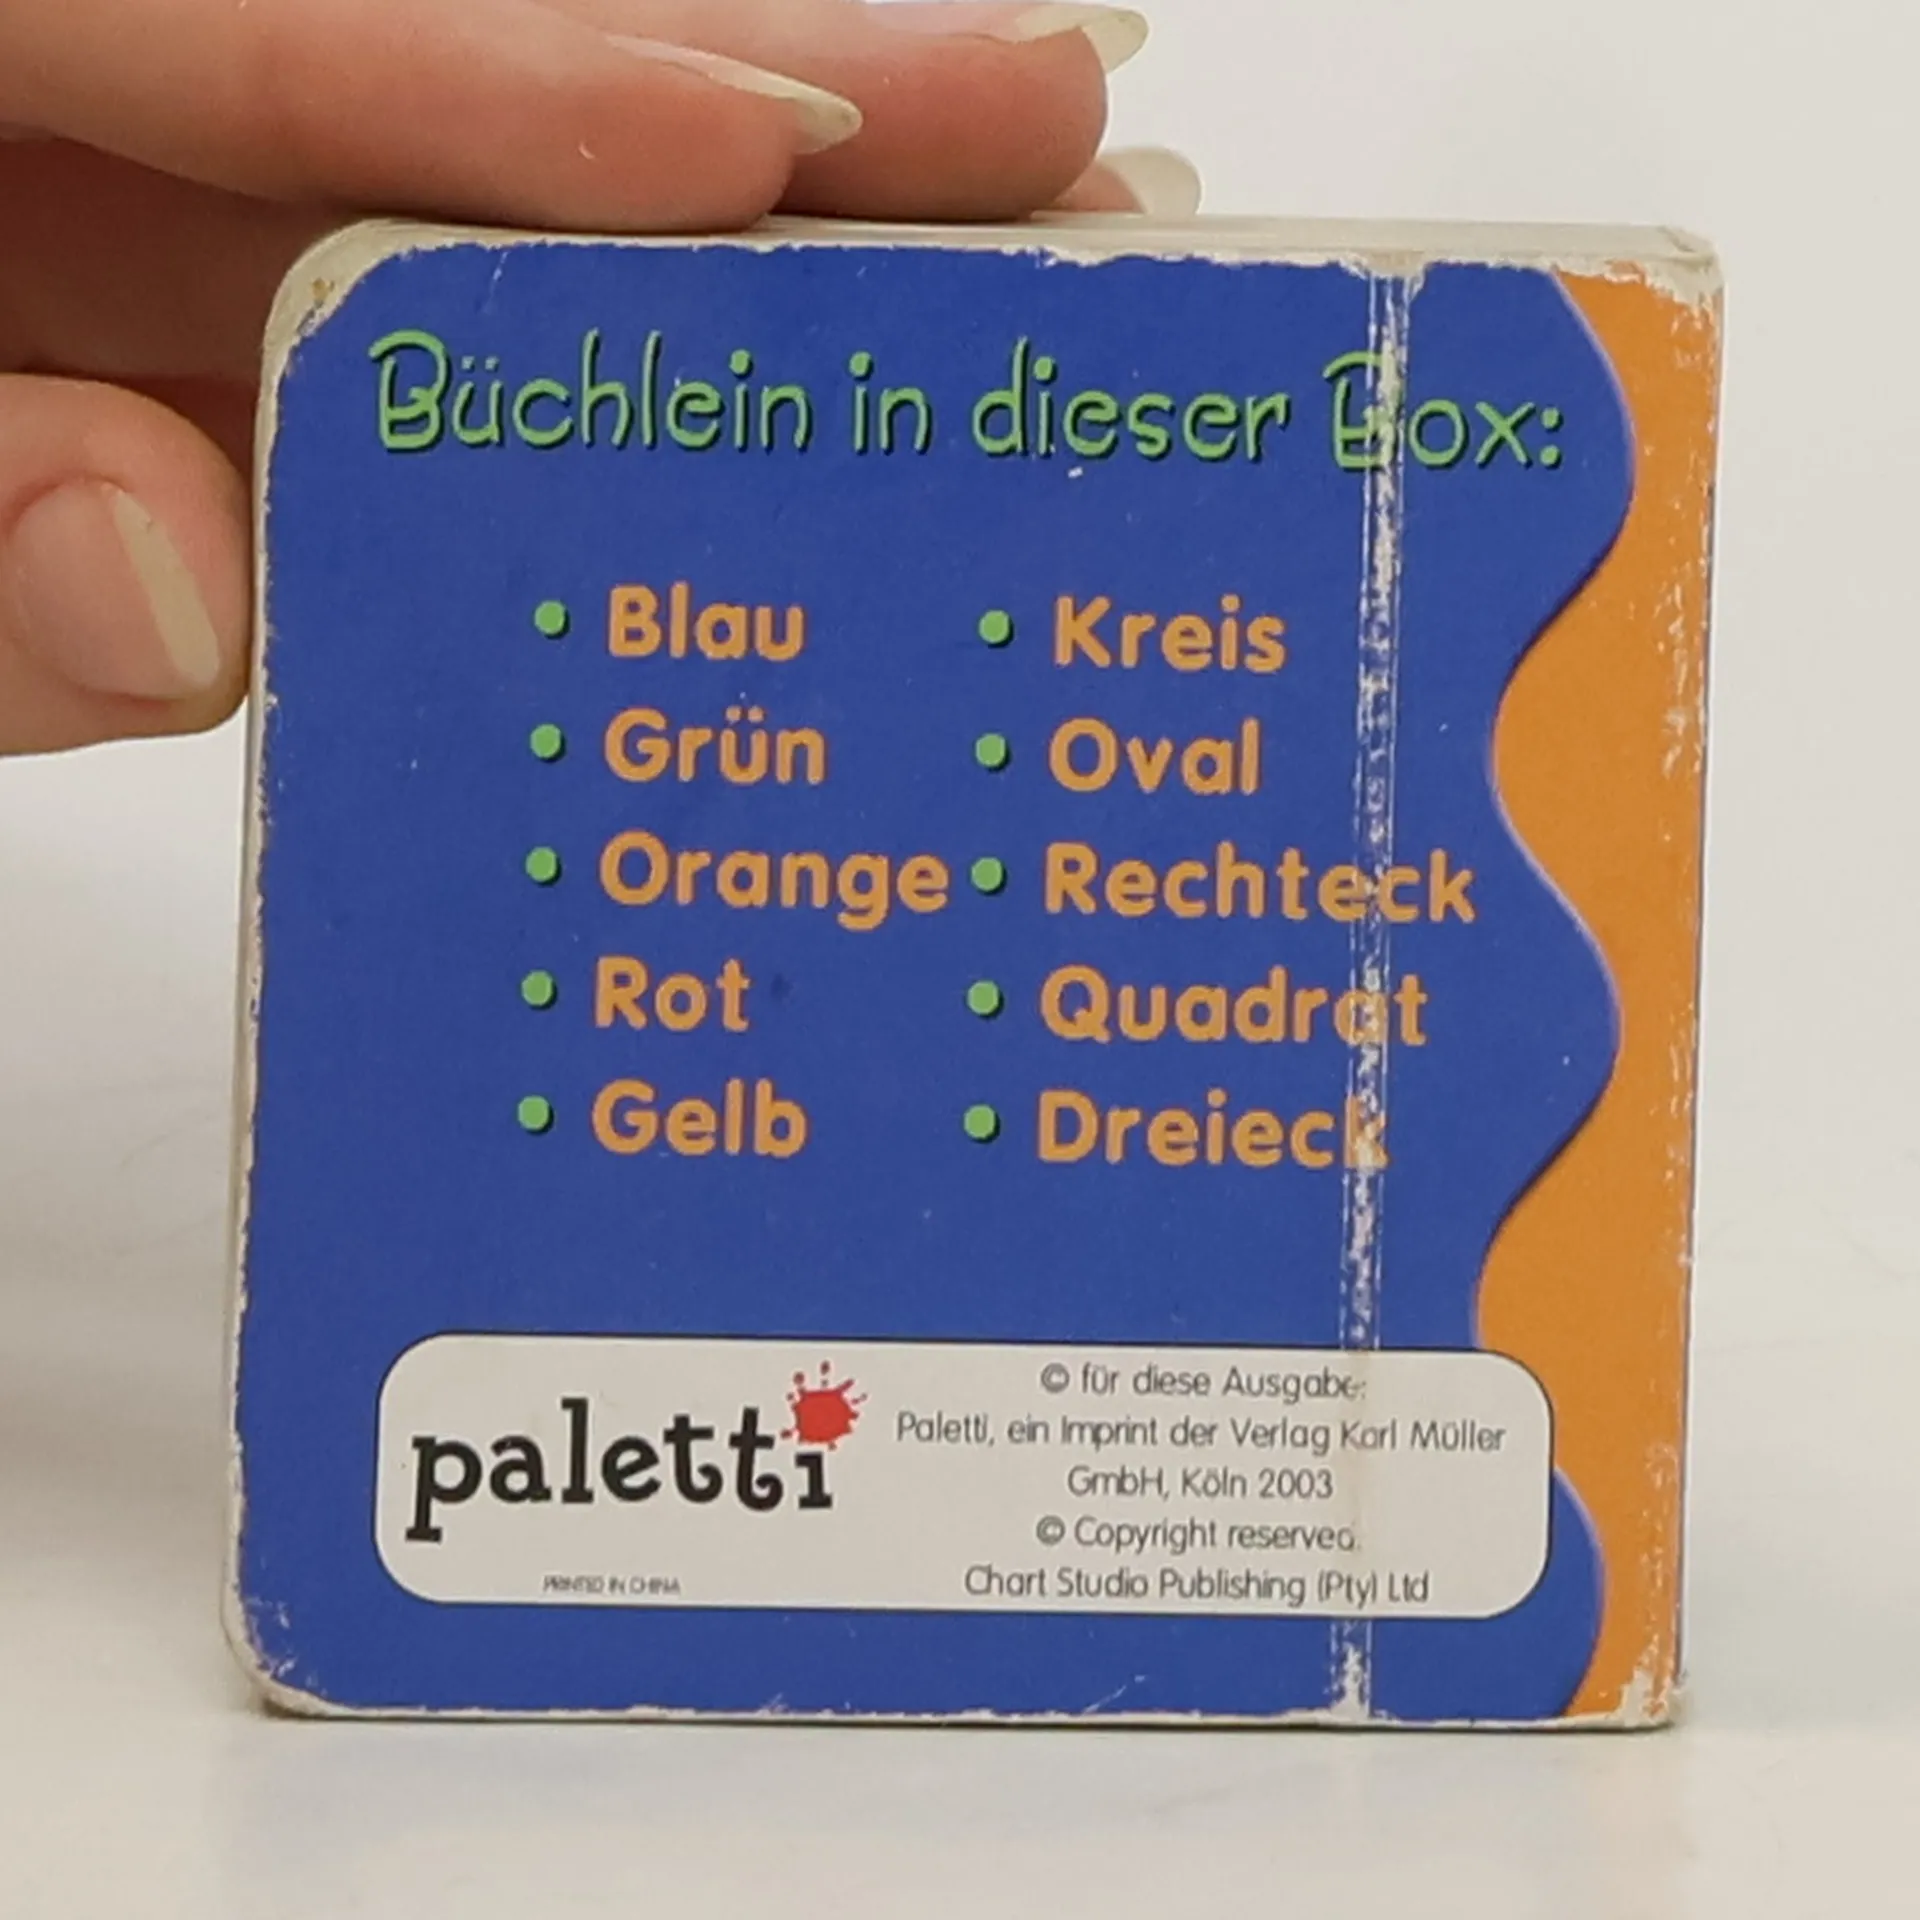 Büchlein in dieser Box:
• Blau
• Grün
• Orange
• Rot
• Gelb
• Kreis
• Oval
• Rechteck
• Quadrat
• Dreieck
paletti
PRINTED IN CHINA
© für diese Ausgabe:
Paletti, ein Imprint der Verlag Karl Müller
GmbH, Köln 2003
© Copyright reserved.
Chart Studio Publishing (Pty) Ltd